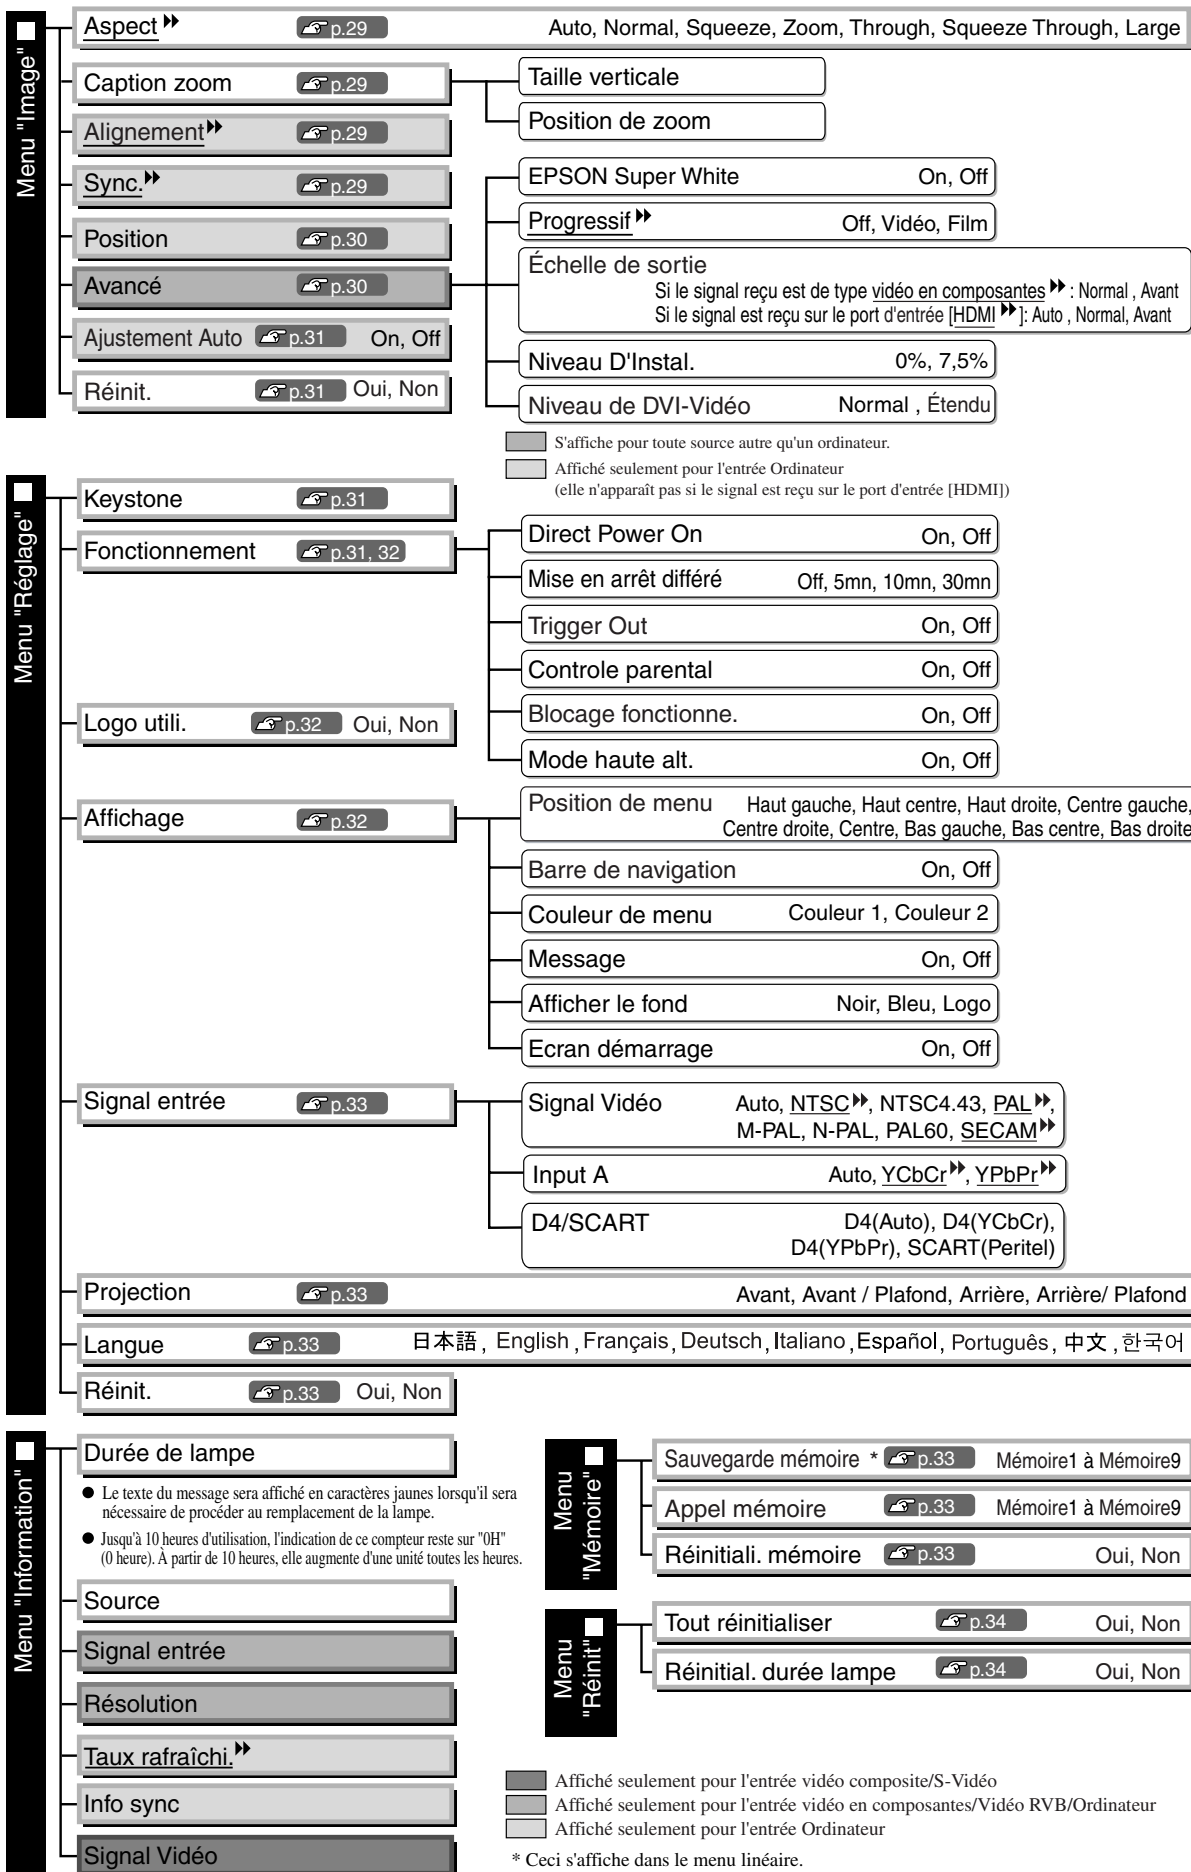 Menu "Image"
Aspect p.29 Auto, Normal, Squeeze, Zoom, Through, Squeeze Through, Large
Caption zoom p.29
Taille verticale
Position de zoom
Alignement p.29
Sync. p.29
Position p.30
Avancé p.30
EPSON Super White On, Off
Progressif Off, Vidéo, Film
Échelle de sortie
Si le signal reçu est de type vidéo en composantes : Normal , Avant
Si le signal est reçu sur le port d'entrée [HDMI ]: Auto , Normal, Avant
Niveau D'Instal. 0%, 7,5%
Niveau de DVI-Vidéo Normal , Étendu
Ajustement Auto p.31 On, Off
Réinit. p.31 Oui, Non
S'affiche pour toute source autre qu'un ordinateur.
Affiché seulement pour l'entrée Ordinateur
(elle n'apparaît pas si le signal est reçu sur le port d'entrée [HDMI])
Menu "Réglage"
Keystone p.31
Fonctionnement p.31, 32
Direct Power On On, Off
Mise en arrêt différé Off, 5mn, 10mn, 30mn
Trigger Out On, Off
Controle parental On, Off
Blocage fonctionne. On, Off
Mode haute alt. On, Off
Logo utili. p.32 Oui, Non
Affichage p.32
Position de menu Haut gauche, Haut centre, Haut droite, Centre gauche,
Centre droite, Centre, Bas gauche, Bas centre, Bas droite
Barre de navigation On, Off
Couleur de menu Couleur 1, Couleur 2
Message On, Off
Afficher le fond Noir, Bleu, Logo
Ecran démarrage On, Off
Signal entrée p.33
Signal Vidéo Auto, NTSC, NTSC4.43, PAL,
M-PAL, N-PAL, PAL60, SECAM
Input A Auto, YCbCr, YPbPr
D4/SCART D4(Auto), D4(YCbCr),
D4(YPbPr), SCART(Peritel)
Projection p.33 Avant, Avant / Plafond, Arrière, Arrière/ Plafond
Langue p.33 日本語, English, Français, Deutsch, Italiano, Español, Português, 中文, 한국어
Réinit. p.33 Oui, Non
Menu "Information"
Durée de lampe
● Le texte du message sera affiché en caractères jaunes lorsqu'il sera
nécessaire de procéder au remplacement de la lampe.
● Jusqu'à 10 heures d'utilisation, l'indication de ce compteur reste sur "0H"
(0 heure). À partir de 10 heures, elle augmente d'une unité toutes les heures.
Source
Signal entrée
Résolution
Taux rafraîchi.
Info sync
Signal Vidéo
Menu "Mémoire"
Sauvegarde mémoire * p.33 Mémoire1 à Mémoire9
Appel mémoire p.33 Mémoire1 à Mémoire9
Réinitiali. mémoire p.33 Oui, Non
Menu "Réinit"
Tout réinitialiser p.34 Oui, Non
Réinitial. durée lampe p.34 Oui, Non
Affiché seulement pour l'entrée vidéo composite/S-Vidéo
Affiché seulement pour l'entrée vidéo en composantes/Vidéo RVB/Ordinateur
Affiché seulement pour l'entrée Ordinateur
* Ceci s'affiche dans le menu linéaire.